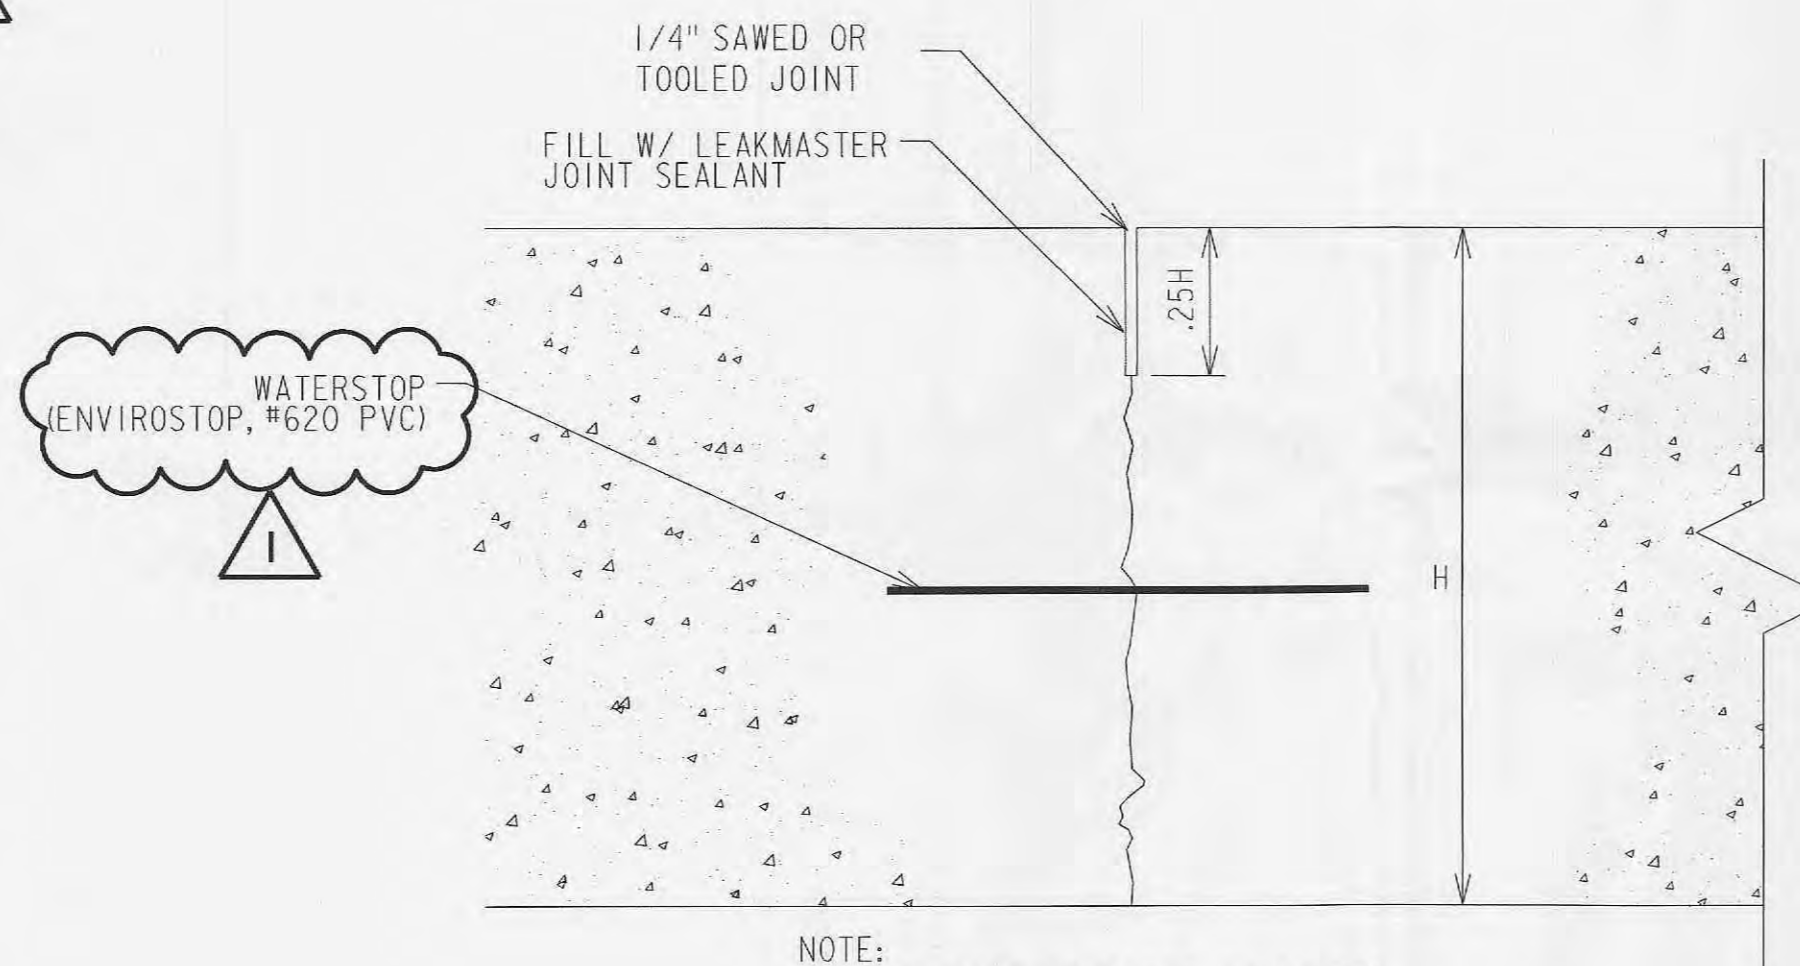 1/4" SAWED OR
TOOLED JOINT
FILL W/ LEAKMASTER
JOINT SEALANT
.25H
WATERSTOP
(ENVIROSTOP, #620 PVC)
1
H
NOTE: